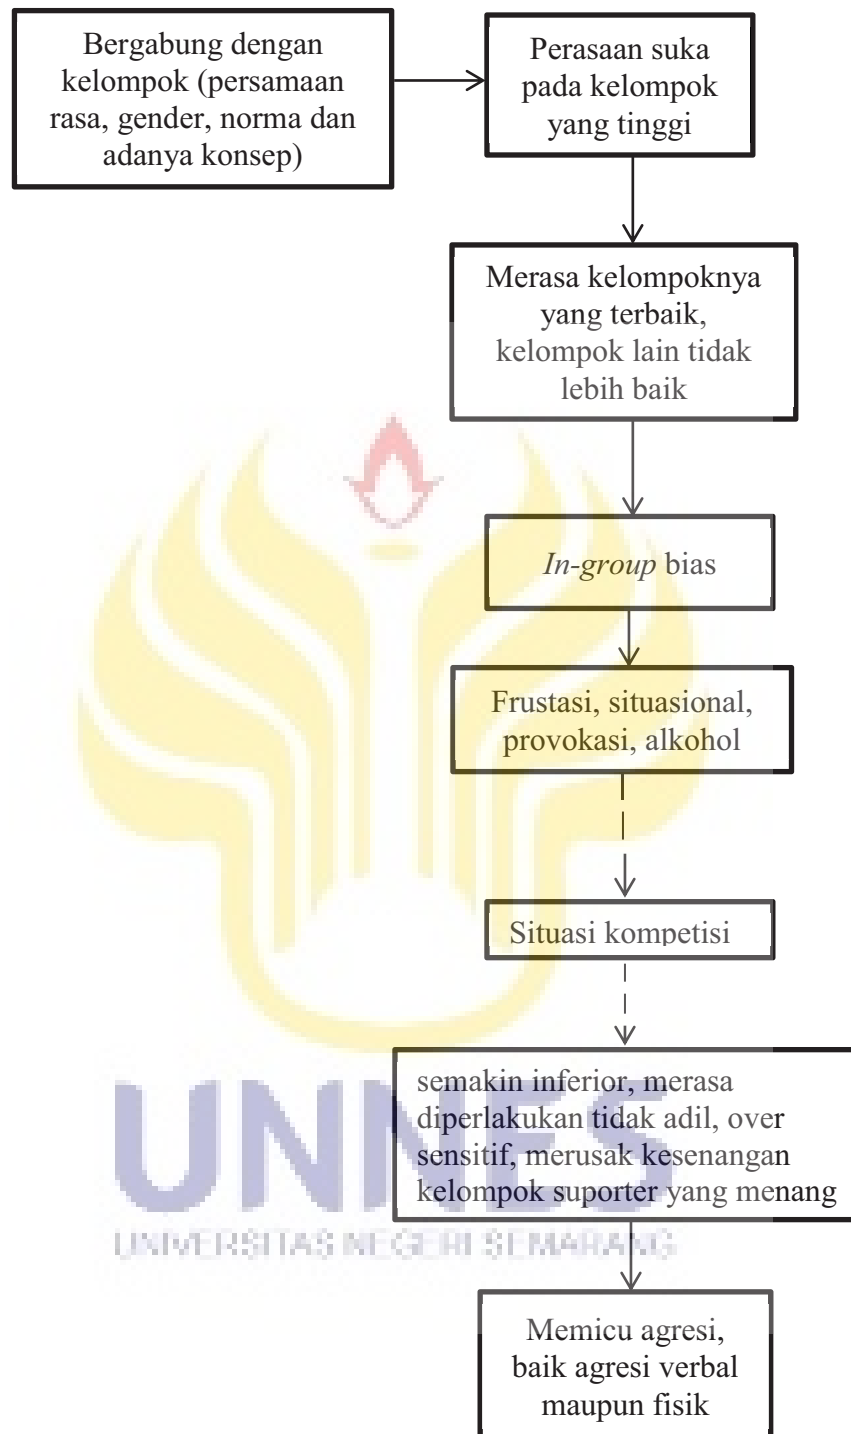 Bergabung dengan
kelompok (persamaan
rasa, gender, norma dan
adanya konsep)
Perasaan suka
pada kelompok
yang tinggi
Merasa kelompoknya
yang terbaik,
kelompok lain tidak
lebih baik
In-group bias
Frustasi, situasional,
provokasi, alkohol
Situasi kompetisi
semakin inferior, merasa
diperlakukan tidak adil, over
sensitif, merusak kesenangan
kelompok suporter yang menang
UNNES
UNIVERSITAS NEGERI SEMARANG
Memicu agresi,
baik agresi verbal
maupun fisik